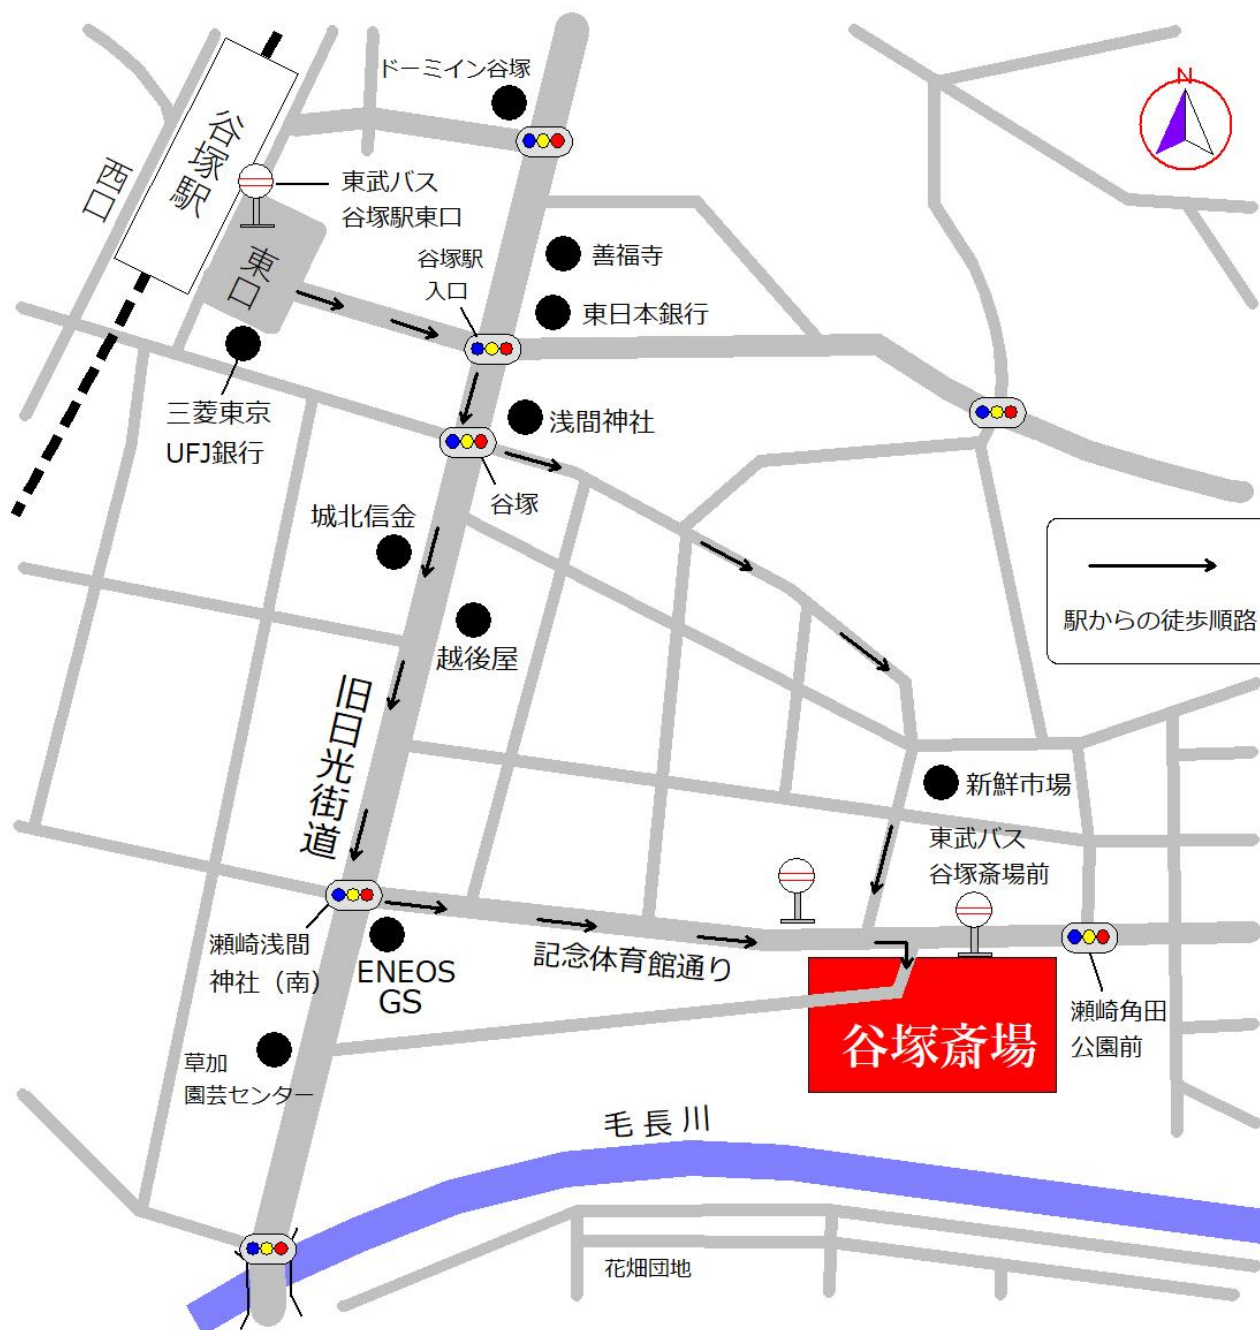 ドーミイン谷塚
N
谷塚駅
西口
東武バス
谷塚駅東口
東口
谷塚駅
入口
善福寺
東日本銀行
三菱東京
UFJ銀行
浅間神社
谷塚
城北信金
越後屋
駅からの徒歩順路
旧日光街道
新鮮市場
東武バス
谷塚斎場前
瀬崎浅間
神社（南）
ENEOS
GS
記念体育館通り
谷塚斎場
瀬崎角田
公園前
草加
園芸センター
毛長川
花畑団地